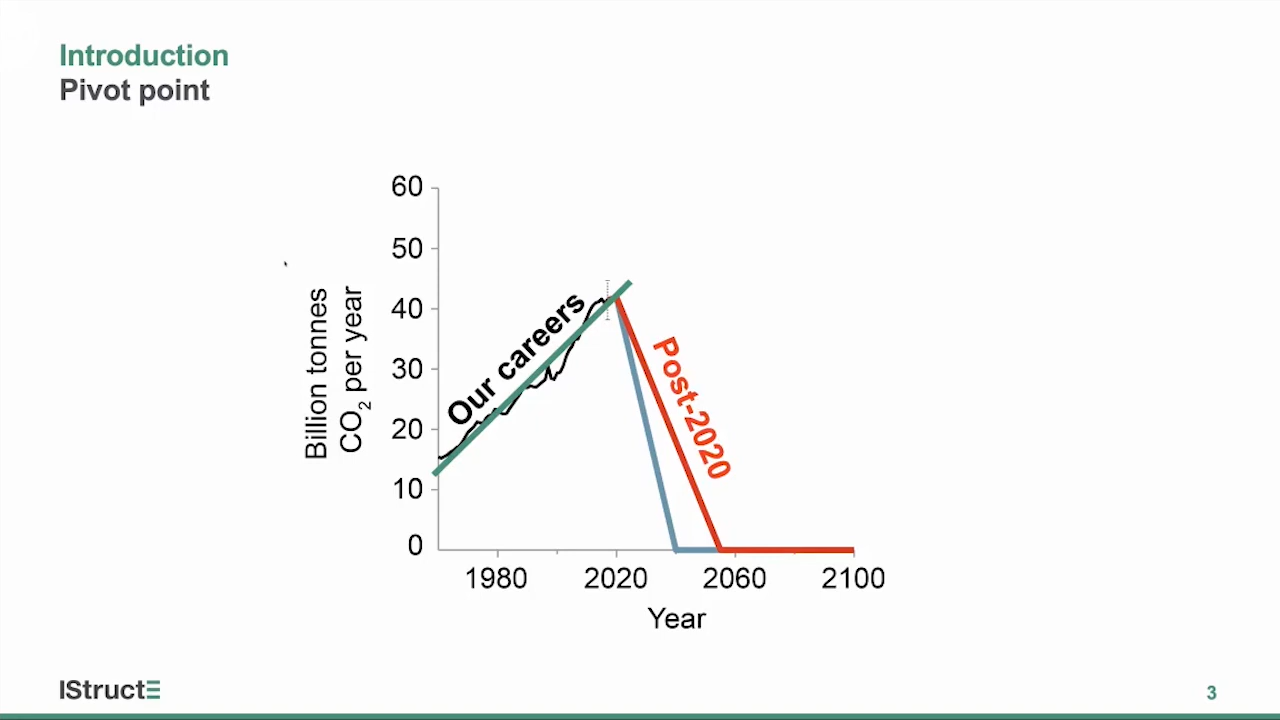 Introduction
Pivot point
60
50
40
30
20
10
0
Billion tonnes
CO₂ per year
Our careers
Post-2020
1980
2020
2060
2100
Year
IStructE
3